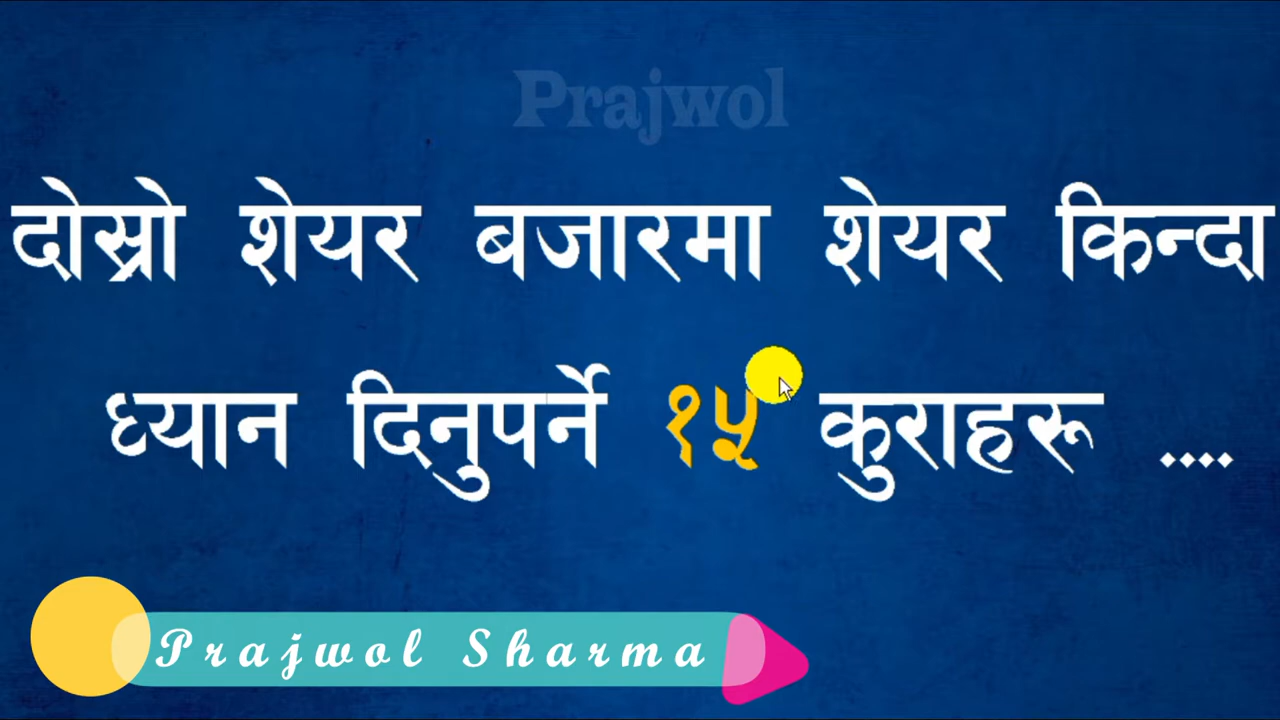 Prajwol
दोस्रो शेयर बजारमा शेयर किन्दा
ध्यान दिनुपर्ने १५ कुराहरू ....
Prajwol Sharma